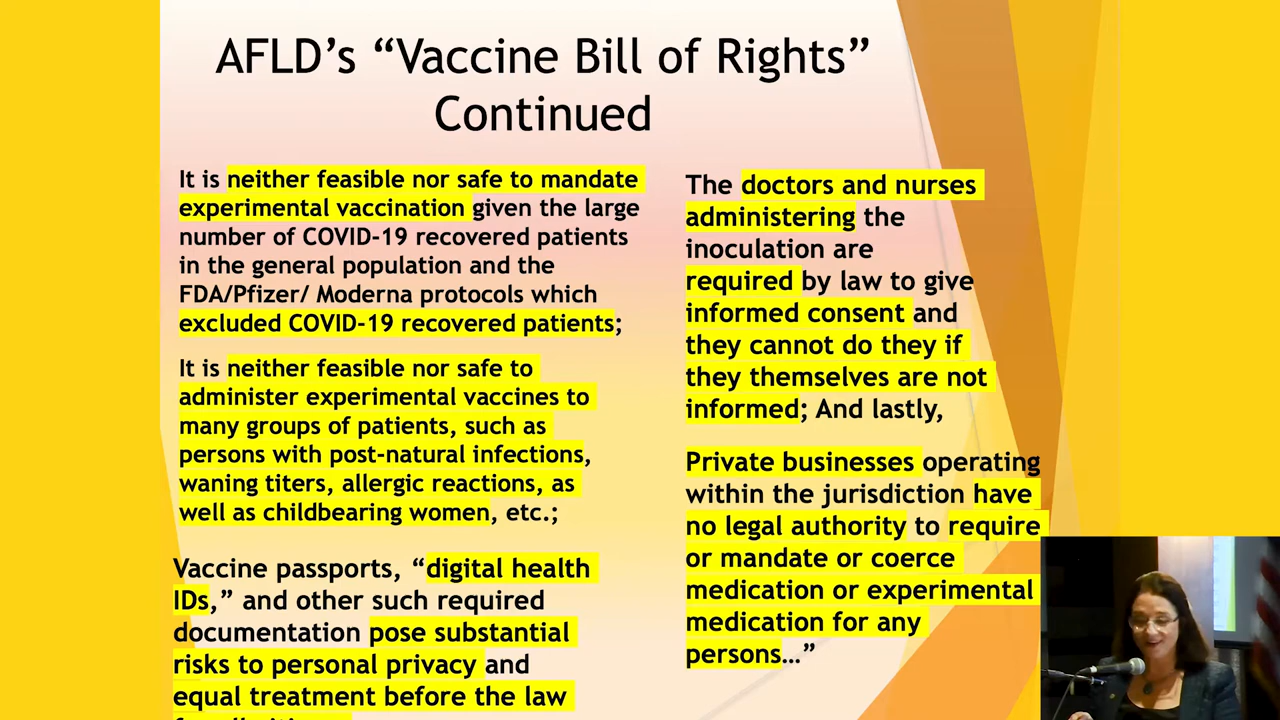 AFLD’s “Vaccine Bill of Rights”
Continued
It is neither feasible nor safe to mandate
experimental vaccination given the large
number of COVID-19 recovered patients
in the general population and the
FDA/Pfizer/ Moderna protocols which
excluded COVID-19 recovered patients;
It is neither feasible nor safe to
administer experimental vaccines to
many groups of patients, such as
persons with post-natural infections,
waning titers, allergic reactions, as
well as childbearing women, etc.;
Vaccine passports, “digital health
IDs,” and other such required
documentation pose substantial
risks to personal privacy and
equal treatment before the law
The doctors and nurses
administering the
inoculation are
required by law to give
informed consent and
they cannot do they if
they themselves are not
informed; And lastly,
Private businesses operating
within the jurisdiction have
no legal authority to require
or mandate or coerce
medication or experimental
medication for any
persons…”